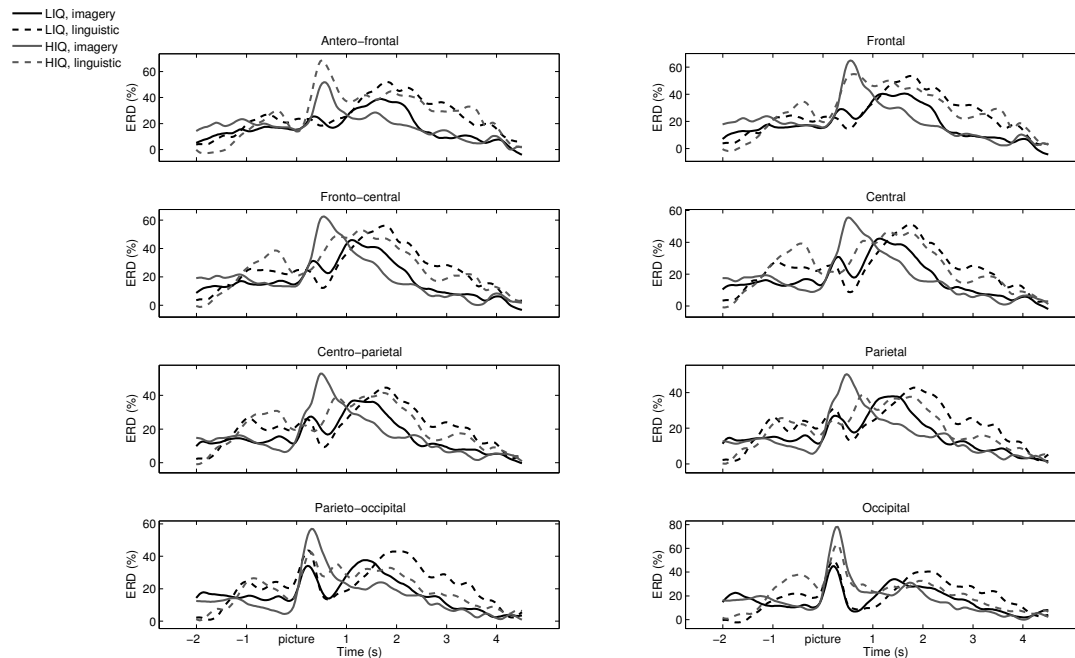 LIQ, imagery
LIQ, linguistic
HIQ, imagery
HIQ, linguistic
Antero−frontal
ERD (%)
60
40
20
0
Frontal
ERD (%)
60
40
20
0
Fronto−central
ERD (%)
60
40
20
0
Central
ERD (%)
60
40
20
0
Centro−parietal
ERD (%)
40
20
0
Parietal
ERD (%)
40
20
0
Parieto−occipital
ERD (%)
60
40
20
0
−2 −1 picture 1 2 3 4
Time (s)
Occipital
ERD (%)
80
60
40
20
0
−2 −1 picture 1 2 3 4
Time (s)